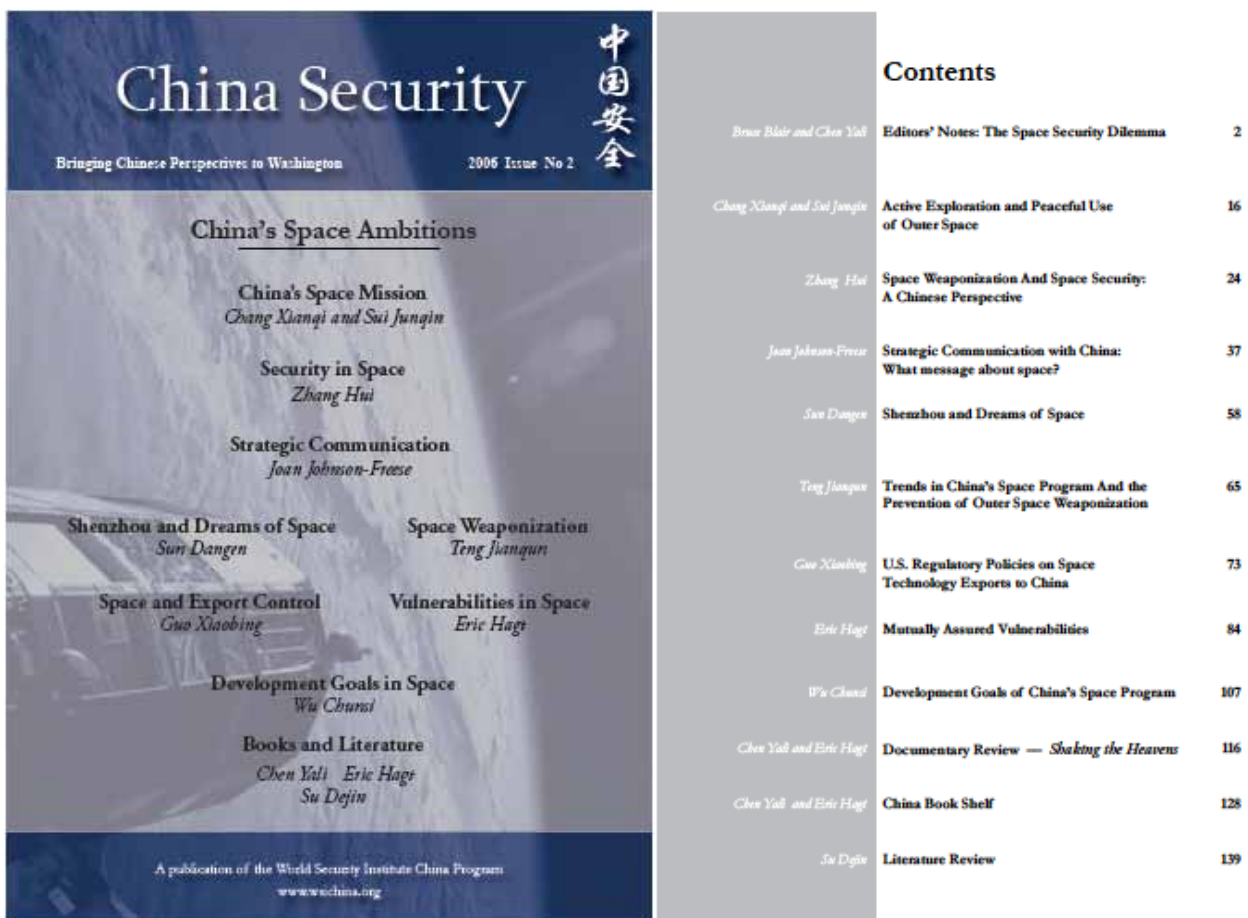 China Security
中国安全
Bringing Chinese Perspectives to Washington
2006 Issue No 2
China's Space Ambitions
China's Space Mission
Chang Xianqi and Sui Junqin
Security in Space
Zhang Hui
Strategic Communication
Joan Johnson-Freese
Shenzhou and Dreams of Space
Sun Dangen
Space Weaponization
Teng Jianqun
Space and Export Control
Guo Xiaobing
Vulnerabilities in Space
Eric Hagt
Development Goals in Space
Wu Chunsi
Books and Literature
Chen Yali Eric Hagt
Su Dejin
A publication of the World Security Institute China Program
www.wsichina.org
Contents
Bruce Blair and Chen Yali
Editors' Notes: The Space Security Dilemma 2
Chang Xianqi and Sui Junqin
Active Exploration and Peaceful Use 16
of Outer Space
Zhang Hui
Space Weaponization And Space Security: 24
A Chinese Perspective
Joan Johnson-Freese
Strategic Communication with China: 37
What message about space?
Sun Dangen
Shenzhou and Dreams of Space 58
Teng Jianqun
Trends in China's Space Program And the 65
Prevention of Outer Space Weaponization
Guo Xiaobing
U.S. Regulatory Policies on Space 73
Technology Exports to China
Eric Hagt
Mutually Assured Vulnerabilities 84
Wu Chunsi
Development Goals of China's Space Program 107
Chen Yali and Eric Hagt
Documentary Review — Shaking the Heavens 116
Chen Yali and Eric Hagt
China Book Shelf 128
Su Dejin
Literature Review 139